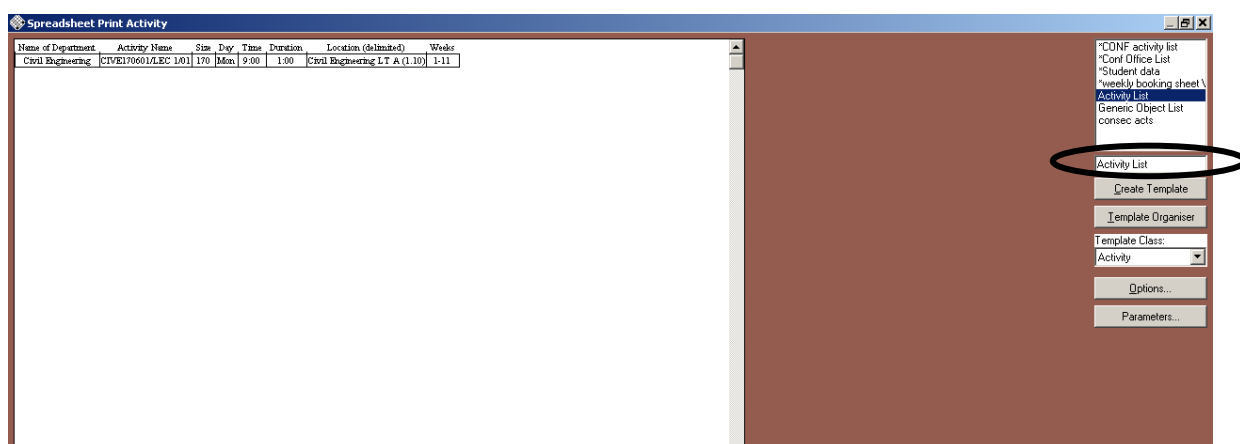 Spreadsheet Print Activity
Name of Department Activity Name Size Day Time Duration Location (delimited) Weeks
Civil Engineering CIVE170601/LEC 1/01 170 Mon 9:00 1:00 Civil Engineering LT A (1.10) 1-11
*CONF activity list
*Conf Office List
*Student data
*weekly booking sheet \
Activity List
Generic Object List
consec acts
Activity List
Create Template
Template Organiser
Template Class:
Activity
Options...
Parameters...